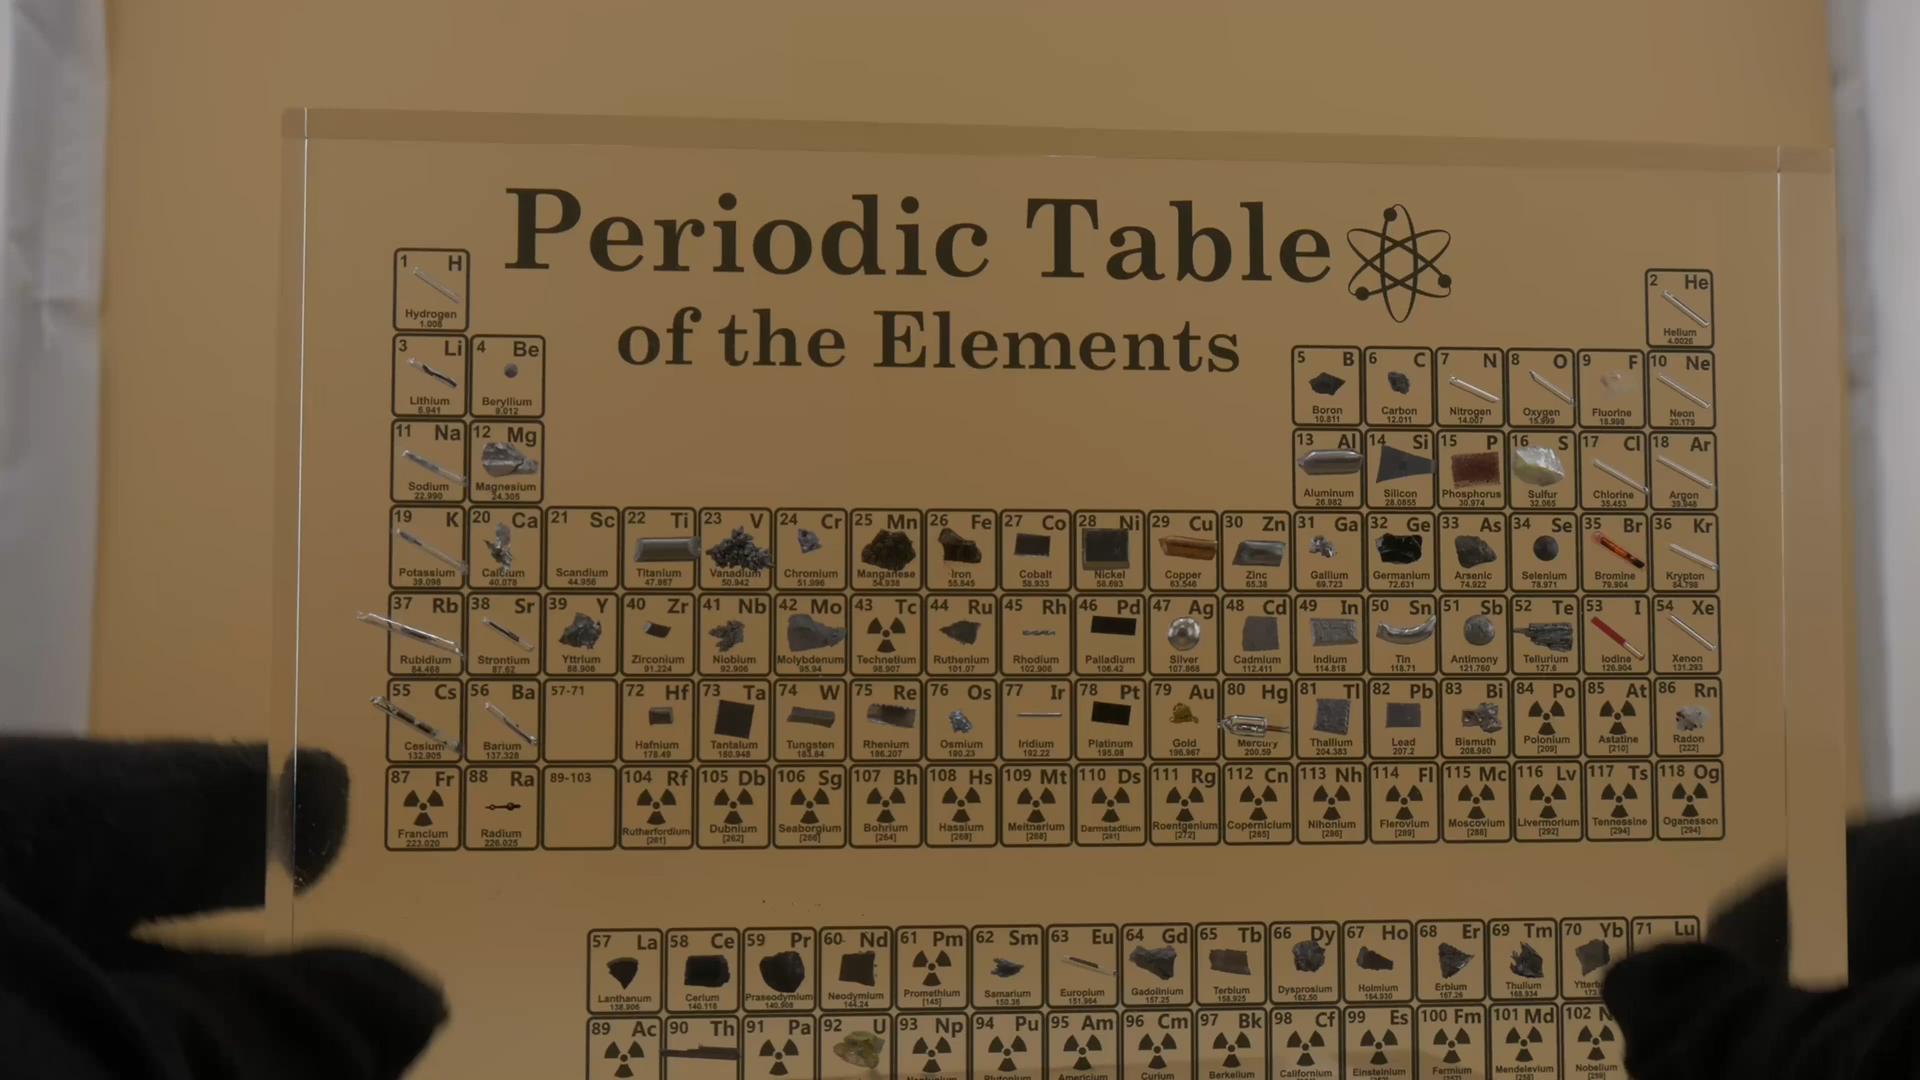 Periodic Table
of the Elements
1 H
Hydrogen
1.008
2 He
Helium
4.0026
3 Li
Lithium
6.941
4 Be
Beryllium
9.012
5 B
Boron
10.811
6 C
Carbon
12.011
7 N
Nitrogen
14.007
8 O
Oxygen
15.999
9 F
Fluorine
18.998
10 Ne
Neon
20.179
11 Na
Sodium
22.990
12 Mg
Magnesium
24.305
13 Al
Aluminum
26.982
14 Si
Silicon
28.0855
15 P
Phosphorus
30.974
16 S
Sulfur
32.065
17 Cl
Chlorine
35.453
18 Ar
Argon
39.948
19 K
Potassium
39.098
20 Ca
Calcium
40.078
21 Sc
Scandium
44.956
22 Ti
Titanium
47.867
23 V
Vanadium
50.942
24 Cr
Chromium
51.996
25 Mn
Manganese
54.938
26 Fe
Iron
55.845
27 Co
Cobalt
58.933
28 Ni
Nickel
58.693
29 Cu
Copper
63.546
30 Zn
Zinc
65.38
31 Ga
Gallium
69.723
32 Ge
Germanium
72.631
33 As
Arsenic
74.922
34 Se
Selenium
78.971
35 Br
Bromine
79.904
36 Kr
Krypton
84.798
37 Rb
Rubidium
84.468
38 Sr
Strontium
87.62
39 Y
Yttrium
88.906
40 Zr
Zirconium
91.224
41 Nb
Niobium
92.906
42 Mo
Molybdenum
95.94
43 Tc
Technetium
98.907
44 Ru
Ruthenium
101.07
45 Rh
Rhodium
102.906
46 Pd
Palladium
106.42
47 Ag
Silver
107.868
48 Cd
Cadmium
112.411
49 In
Indium
114.818
50 Sn
Tin
118.71
51 Sb
Antimony
121.760
52 Te
Tellurium
127.6
53 I
Iodine
126.904
54 Xe
Xenon
131.293
55 Cs
Cesium
132.905
56 Ba
Barium
137.328
57-71
72 Hf
Hafnium
178.49
73 Ta
Tantalum
180.948
74 W
Tungsten
183.84
75 Re
Rhenium
186.207
76 Os
Osmium
190.23
77 Ir
Iridium
192.22
78 Pt
Platinum
195.08
79 Au
Gold
196.967
80 Hg
Mercury
200.59
81 Tl
Thallium
204.383
82 Pb
Lead
207.2
83 Bi
Bismuth
208.980
84 Po
Polonium
[209]
85 At
Astatine
[210]
86 Rn
Radon
[222]
87 Fr
Francium
223.020
88 Ra
Radium
226.025
89-103
104 Rf
Rutherfordium
[261]
105 Db
Dubnium
[262]
106 Sg
Seaborgium
[266]
107 Bh
Bohrium
[264]
108 Hs
Hassium
[269]
109 Mt
Meitnerium
[268]
110 Ds
Darmstadtium
[281]
111 Rg
Roentgenium
[272]
112 Cn
Copernicium
[285]
113 Nh
Nihonium
[286]
114 Fl
Flerovium
[289]
115 Mc
Moscovium
[288]
116 Lv
Livermorium
[292]
117 Ts
Tennessine
[294]
118 Og
Oganesson
[294]
57 La
Lanthanum
138.906
58 Ce
Cerium
140.116
59 Pr
Praseodymium
140.908
60 Nd
Neodymium
144.24
61 Pm
Promethium
[145]
62 Sm
Samarium
150.36
63 Eu
Europium
151.964
64 Gd
Gadolinium
157.25
65 Tb
Terbium
158.925
66 Dy
Dysprosium
162.50
67 Ho
Holmium
164.930
68 Er
Erbium
167.26
69 Tm
Thulium
168.934
70 Yb
71 Lu
89 Ac
90 Th
91 Pa
92 U
93 Np
94 Pu
95 Am
Americium
96 Cm
Curium
97 Bk
Berkelium
98 Cf
Californium
99 Es
Einsteinium
100 Fm
Fermium
101 Md
Mendelevium
[258]
102
Nobelium
[259]